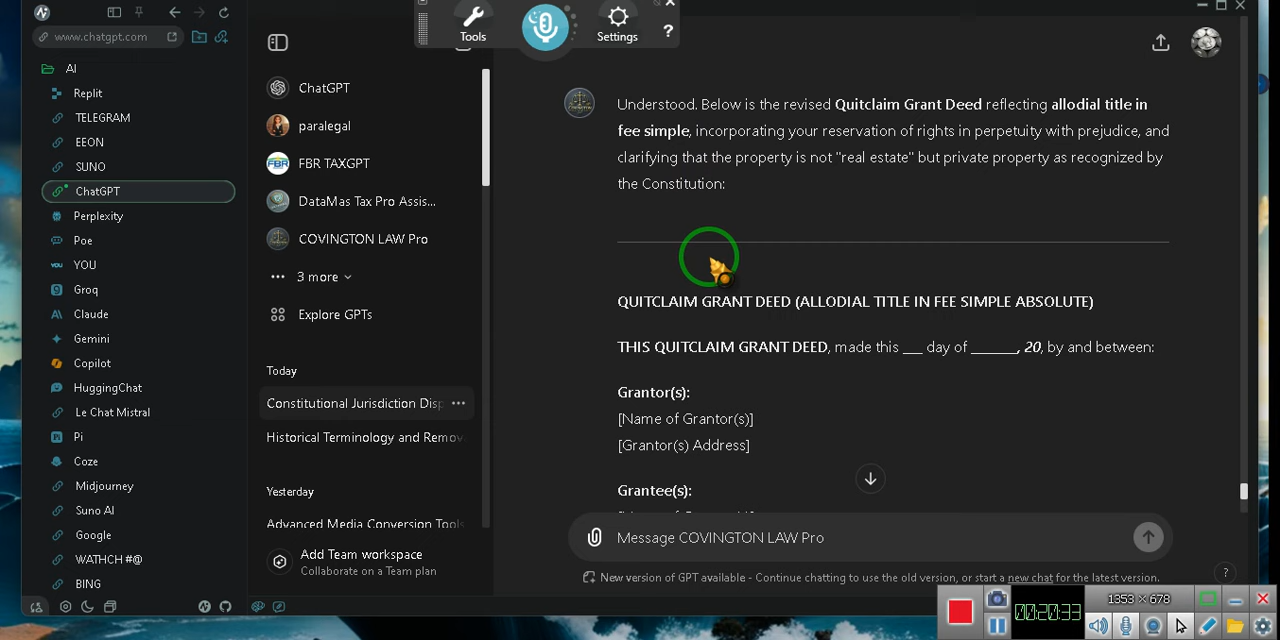 www.chatgpt.com
AI
Replit
TELEGRAM
EEON
SUNO
ChatGPT
Perplexity
Poe
YOU
Groq
Claude
Gemini
Copilot
HuggingChat
Le Chat Mistral
Pi
Coze
Midjourney
Suno AI
Google
WATHCH #@
BING
ChatGPT
paralegal
FBR TAXGPT
DataMas Tax Pro Assis...
COVINGTON LAW Pro
3 more
Explore GPTs
Today
Constitutional Jurisdiction Disp
Historical Terminology and Remov
Yesterday
Advanced Media Conversion Tools
Add Team workspace
Collaborate on a Team plan
Tools
Settings
?
Understood. Below is the revised Quitclaim Grant Deed reflecting allodial title in
fee simple, incorporating your reservation of rights in perpetuity with prejudice, and
clarifying that the property is not "real estate" but private property as recognized by
the Constitution:
QUITCLAIM GRANT DEED (ALLODIAL TITLE IN FEE SIMPLE ABSOLUTE)
THIS QUITCLAIM GRANT DEED, made this ___ day of _______, 20, by and between:
Grantor(s):
[Name of Grantor(s)]
[Grantor(s) Address]
Grantee(s):
Message COVINGTON LAW Pro
New version of GPT available - Continue chatting to use the old version, or start a new chat for the latest version.
?
00:20:33
1353 × 678